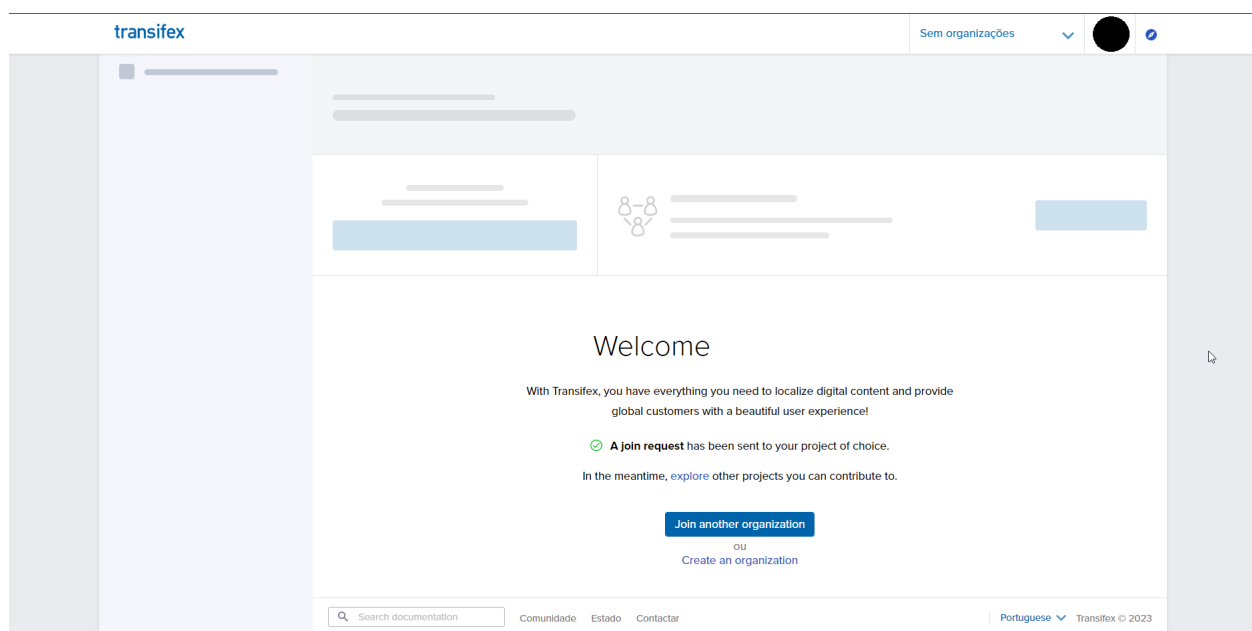 transifex
Sem organizações
Welcome
With Transifex, you have everything you need to localize digital content and provide
global customers with a beautiful user experience!
A join request has been sent to your project of choice.
In the meantime, explore other projects you can contribute to.
Join another organization
ou
Create an organization
Search documentation
Comunidade
Estado
Contactar
Portuguese
Transifex © 2023